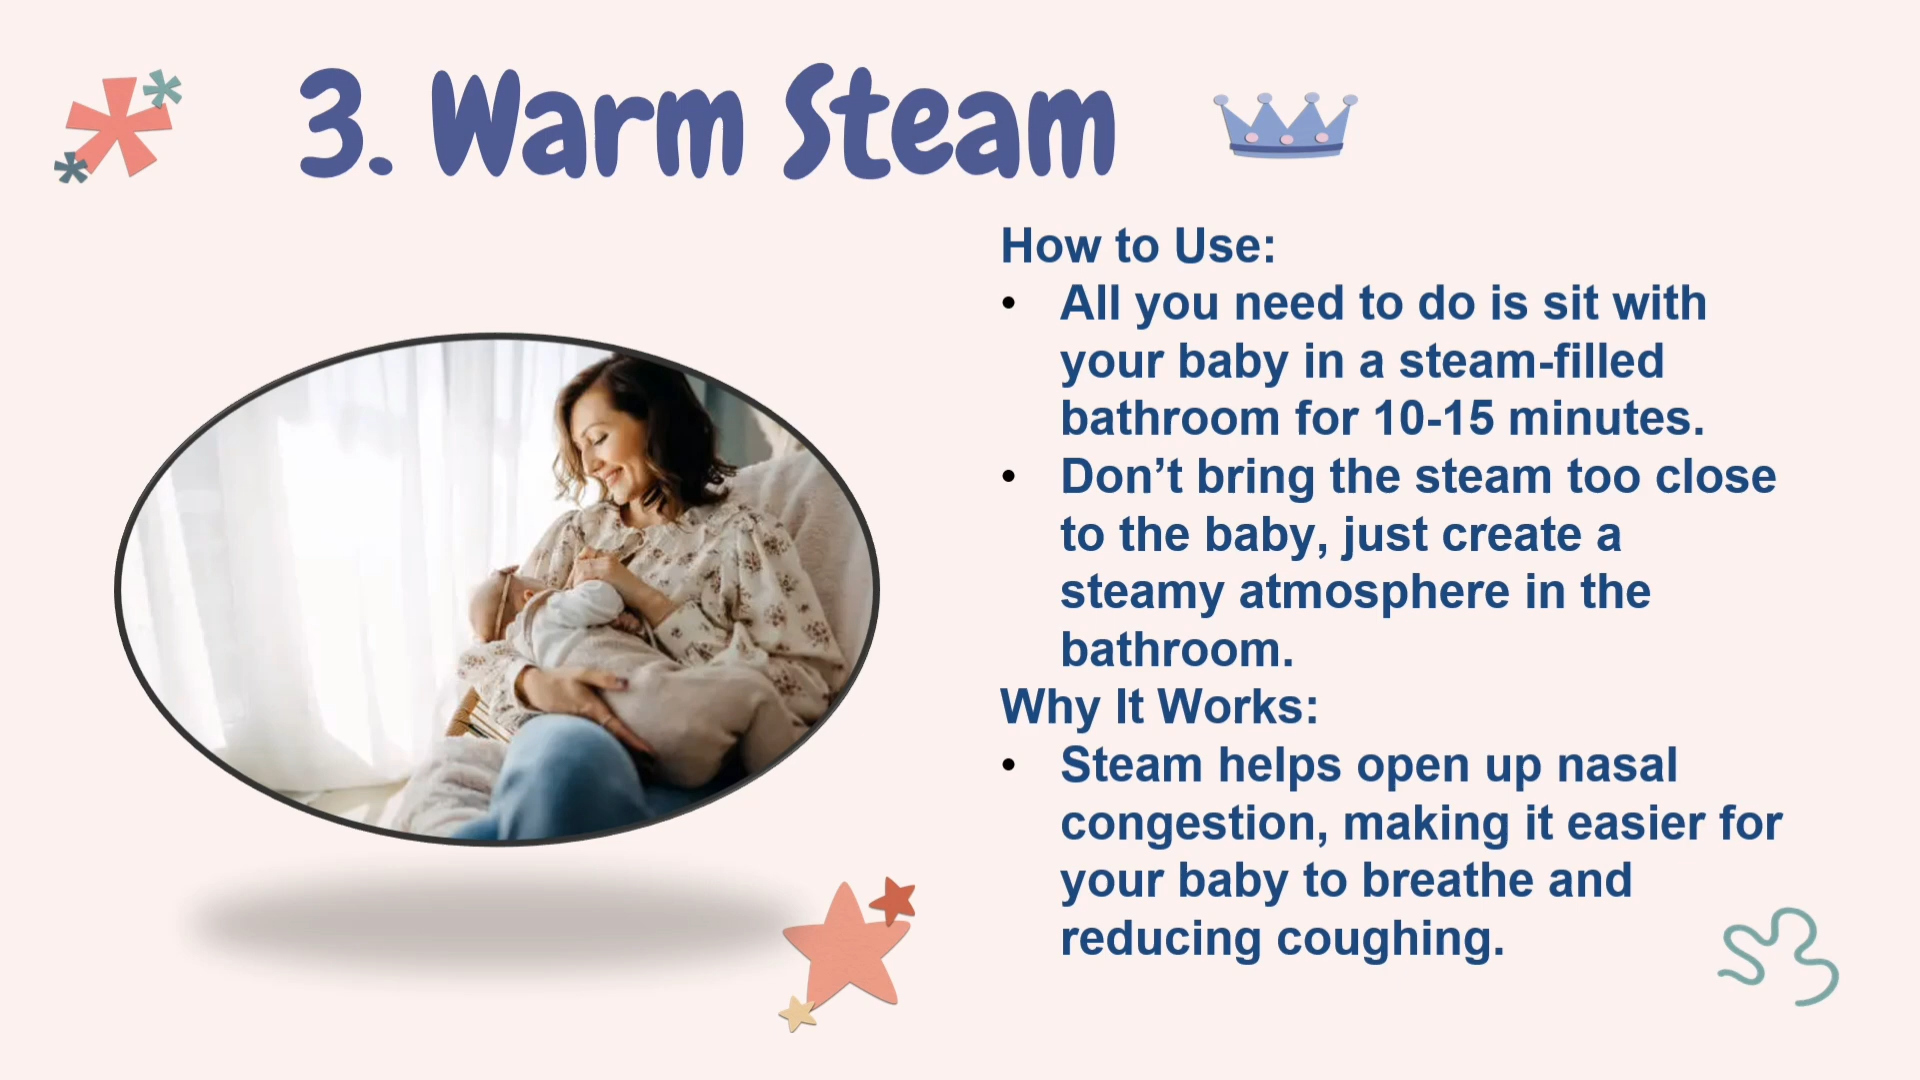 3. Warm Steam
How to Use:
• All you need to do is sit with
your baby in a steam-filled
bathroom for 10-15 minutes.
• Don’t bring the steam too close
to the baby, just create a
steamy atmosphere in the
bathroom.
Why It Works:
• Steam helps open up nasal
congestion, making it easier for
your baby to breathe and
reducing coughing.